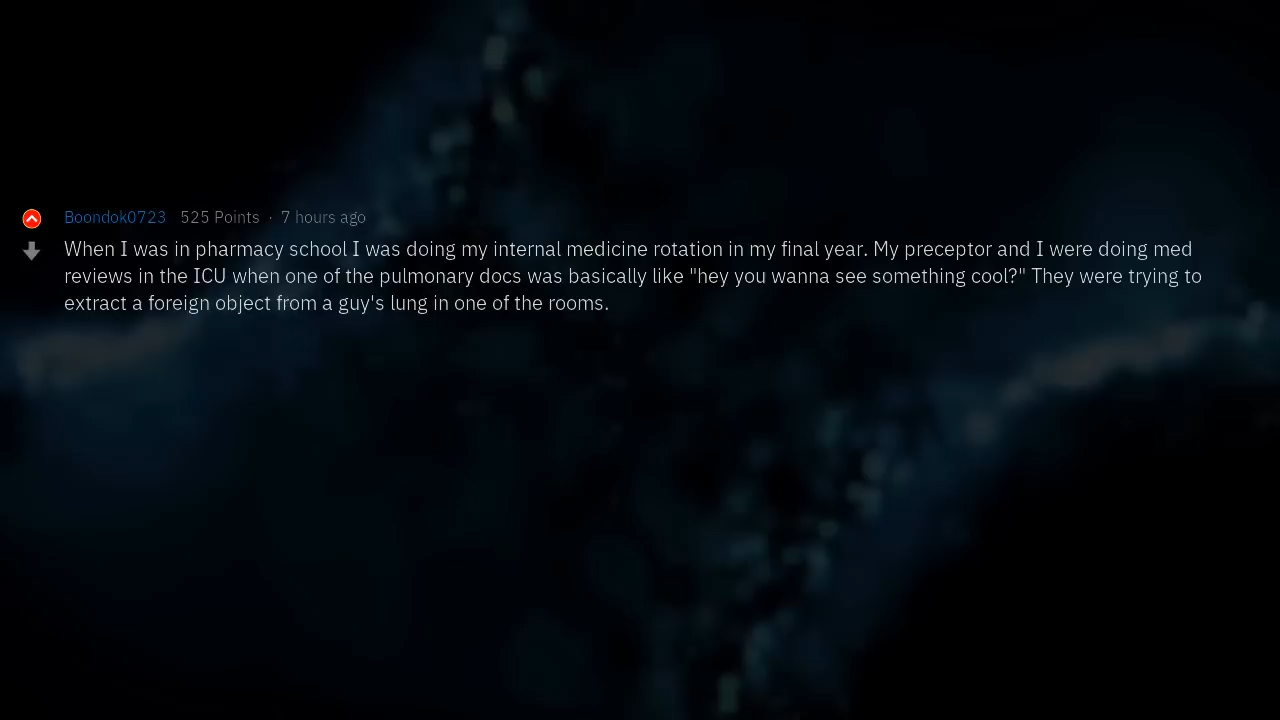 Boondok0723 525 Points · 7 hours ago
When I was in pharmacy school I was doing my internal medicine rotation in my final year. My preceptor and I were doing med
reviews in the ICU when one of the pulmonary docs was basically like "hey you wanna see something cool?" They were trying to
extract a foreign object from a guy's lung in one of the rooms.